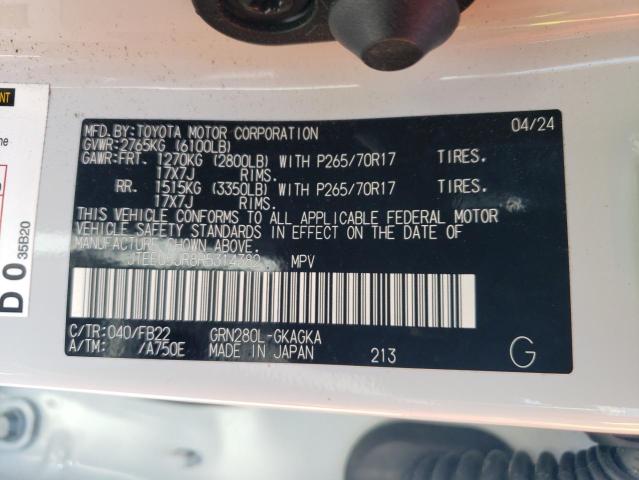 MFD.BY:TOYOTA MOTOR CORPORATION 04/24
GVWR:2765KG (6100LB)
GAWR:FRT. 1270KG (2800LB) WITH P265/70R17 TIRES.
17X7J RIMS.
RR. 1515KG (3350LB) WITH P265/70R17 TIRES.
17X7J RIMS.
THIS VEHICLE CONFORMS TO ALL APPLICABLE FEDERAL MOTOR
VEHICLE SAFETY STANDARDS IN EFFECT ON THE DATE OF
MANUFACTURE SHOWN ABOVE.
MPV
C/TR:040/FB22 GRN280L-GKAGKA
A/TM: /A750E MADE IN JAPAN 213 G
D0
35B20